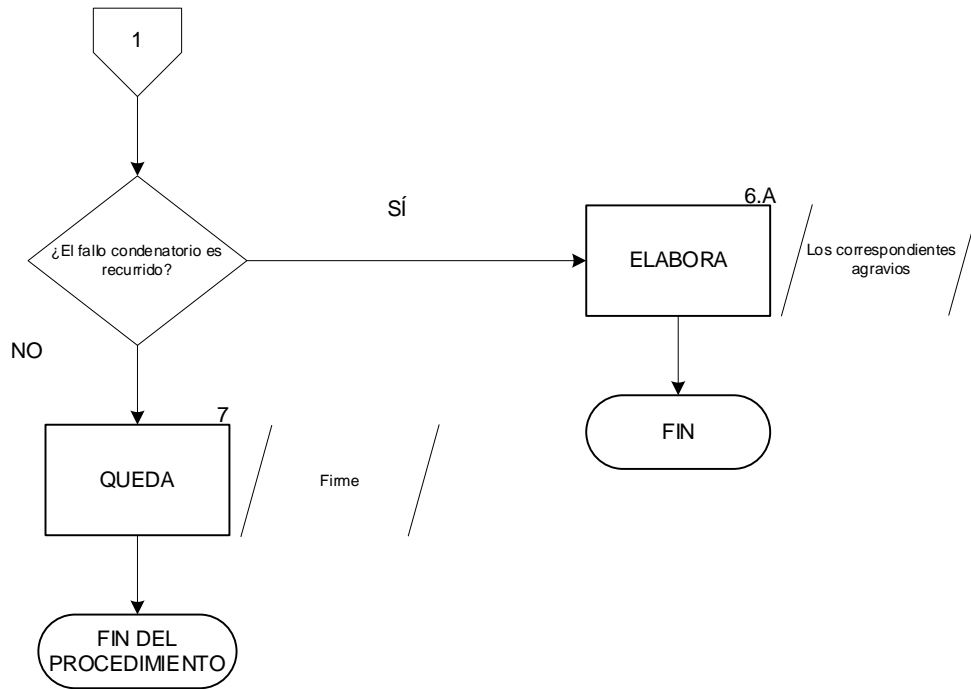 1
¿El fallo condenatorio es
recurrido?
SÍ
6.A
ELABORA
Los correspondientes
agravios
NO
FIN
7
QUEDA
Firme
FIN DEL
PROCEDIMIENTO